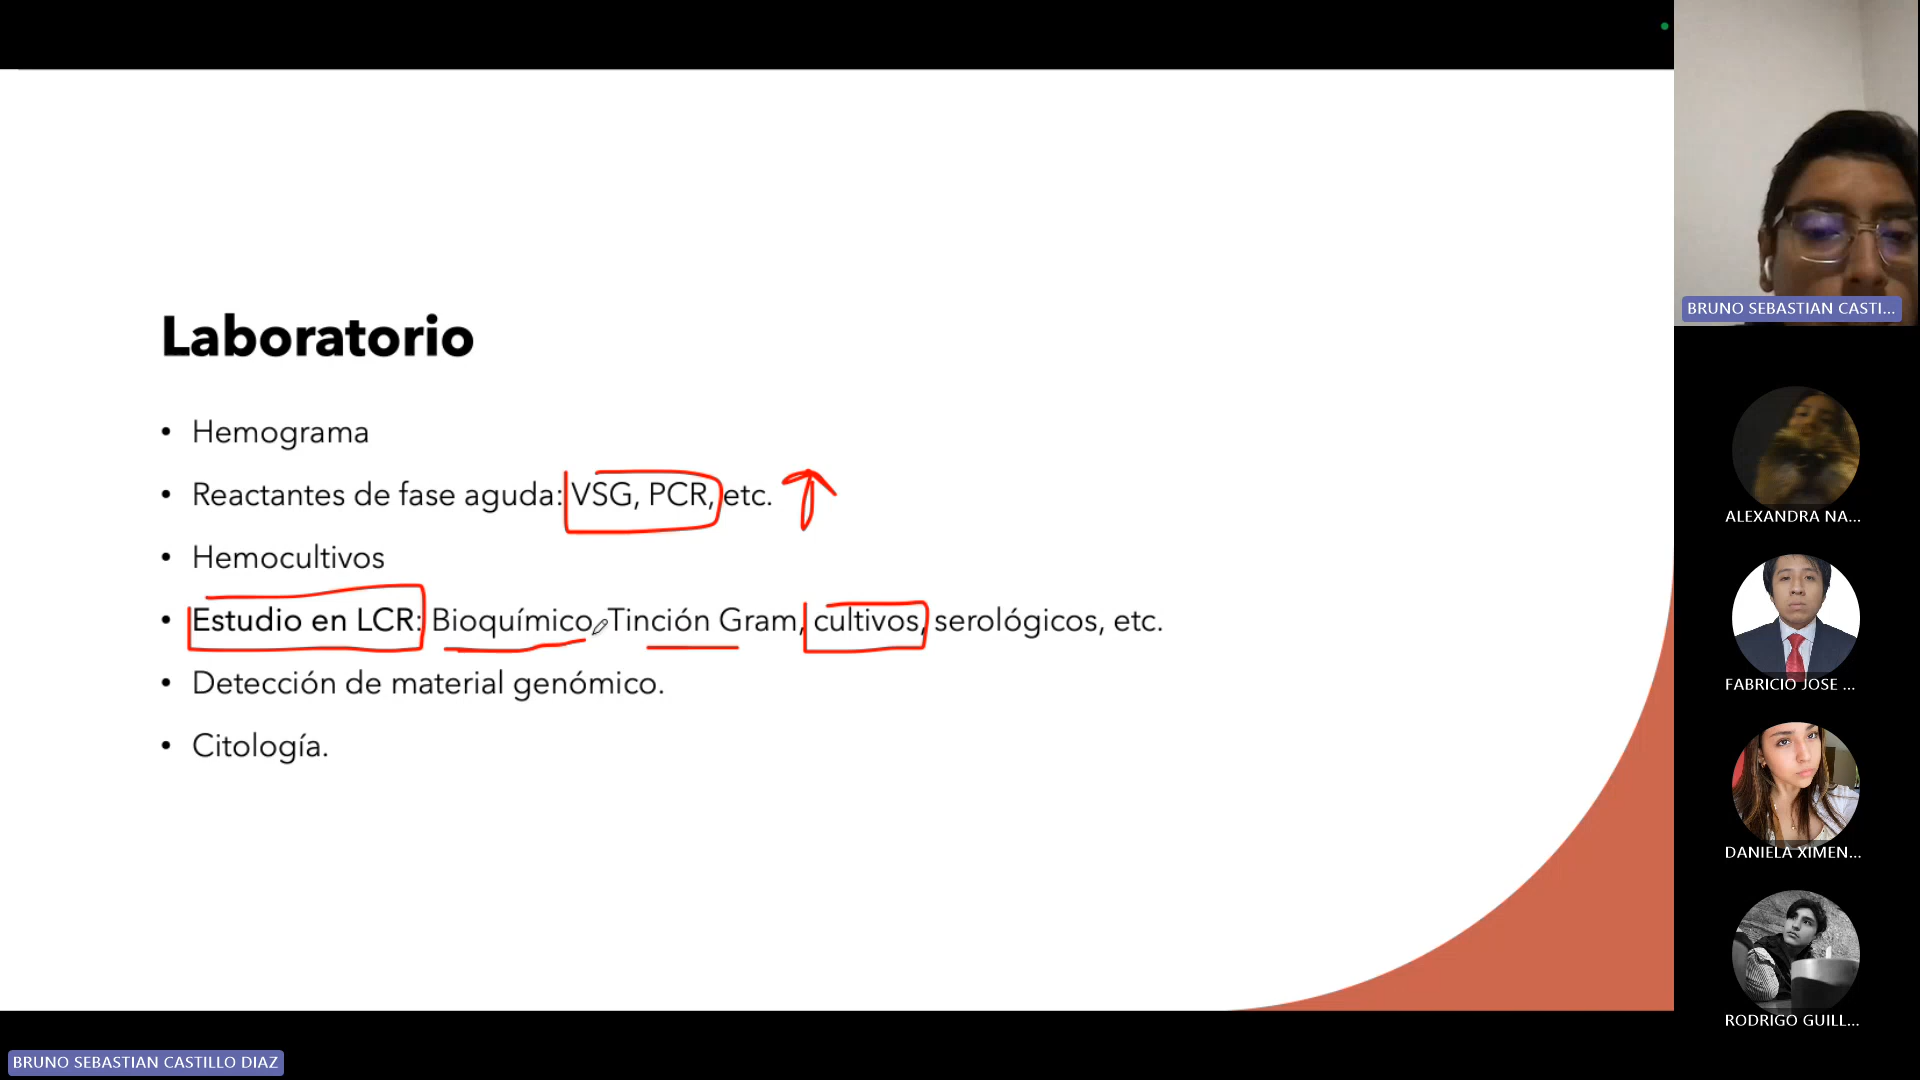 Laboratorio
• Hemograma
• Reactantes de fase aguda: VSG, PCR, etc.
• Hemocultivos
• Estudio en LCR: Bioquímico, Tinción Gram, cultivos, serológicos, etc.
• Detección de material genómico.
• Citología.
BRUNO SEBASTIAN CASTI...
ALEXANDRA NA...
FABRICIO JOSE ...
DANIELA XIMEN...
RODRIGO GUILL...
BRUNO SEBASTIAN CASTILLO DIAZ